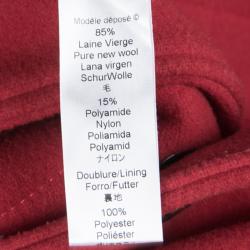 Modèle déposé ©
85%
Laine Vierge
Pure new wool
Lana virgen
SchurWolle
毛
15%
Polyamide
Nylon
Poliamida
Polyamid
ナイロン
Doublure/Lining
Forro/Futter
裏地
100%
Polyester
Poliéster